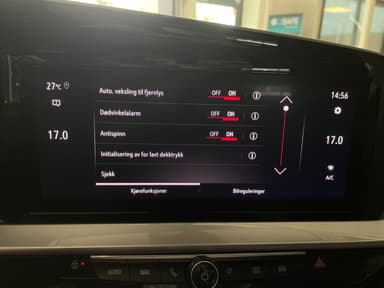 SAFE
27°C
14:56
Auto. veksling til fjernlys OFF ON
Dødvinkelalarm OFF ON
Antispinn OFF ON
17.0
17.0
Initialisering av for lavt dekktrykk
Sjekk
A/C
Kjørefunksjoner
Bilreguleringer